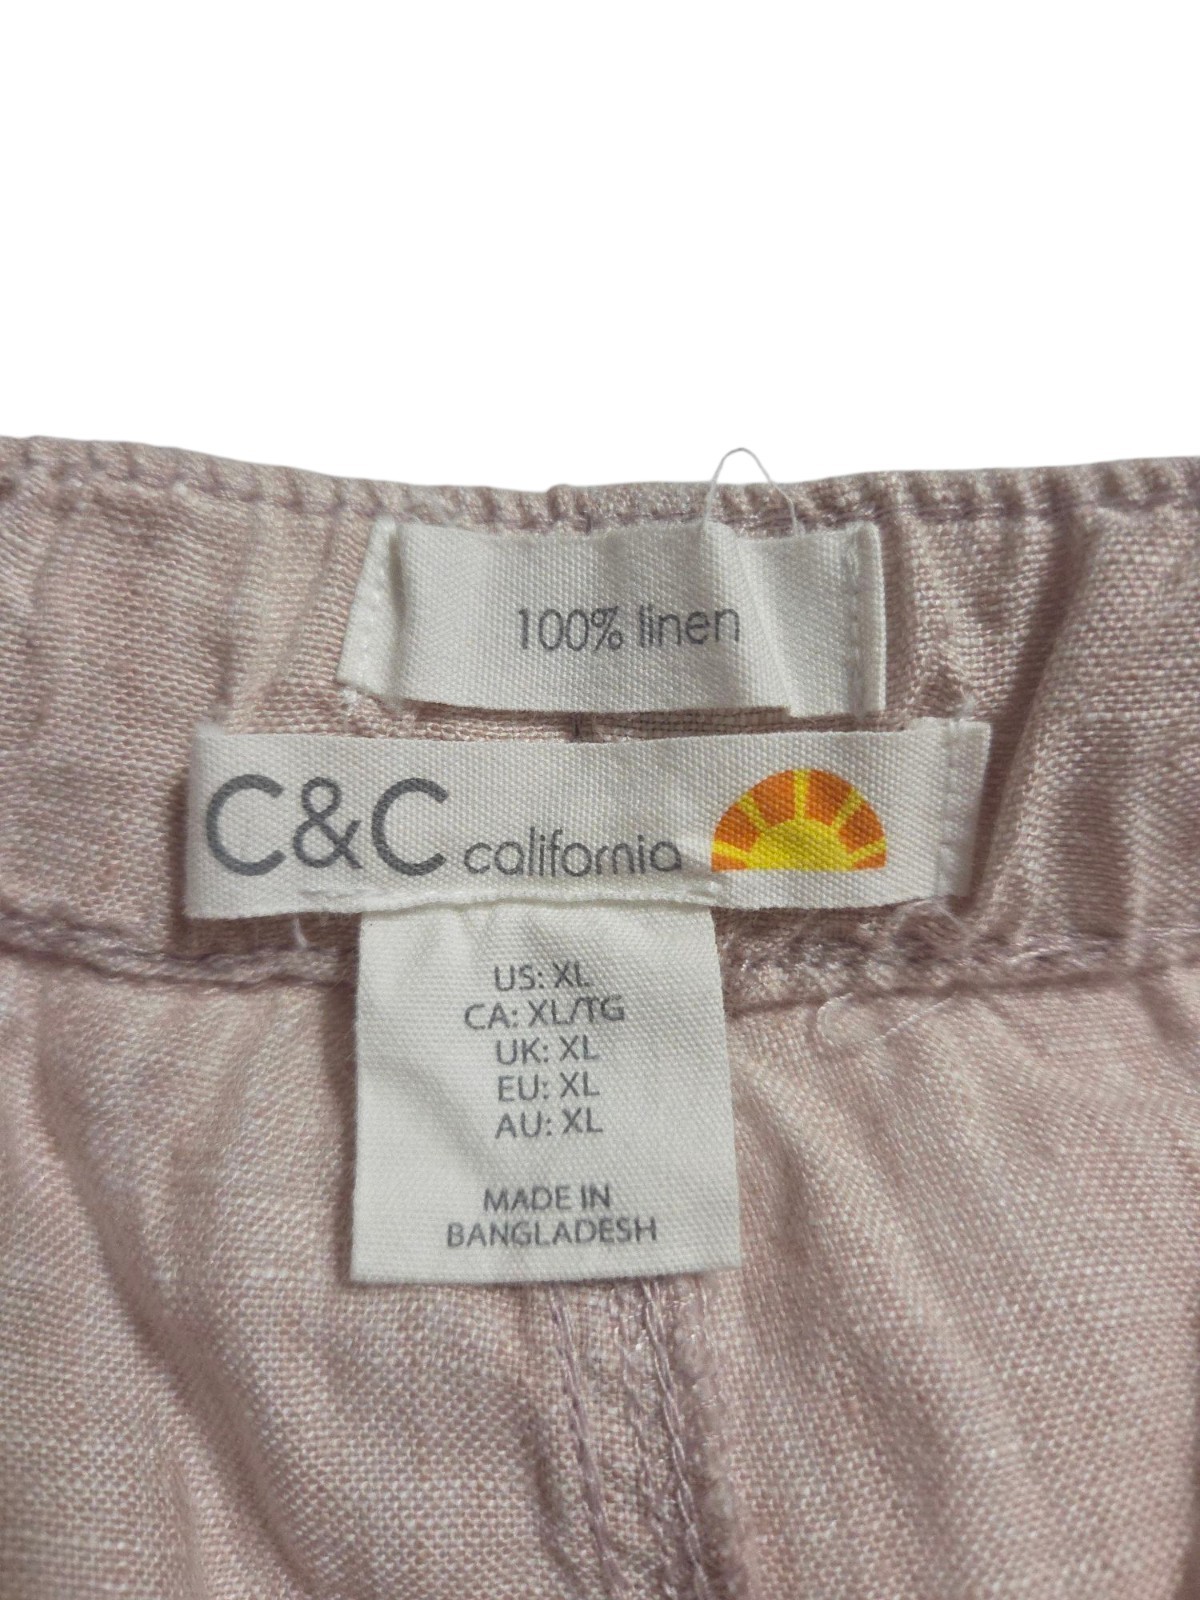 100% linen
C&C california
US: XL
CA: XL/TG
UK: XL
EU: XL
AU: XL
MADE IN
BANGLADESH